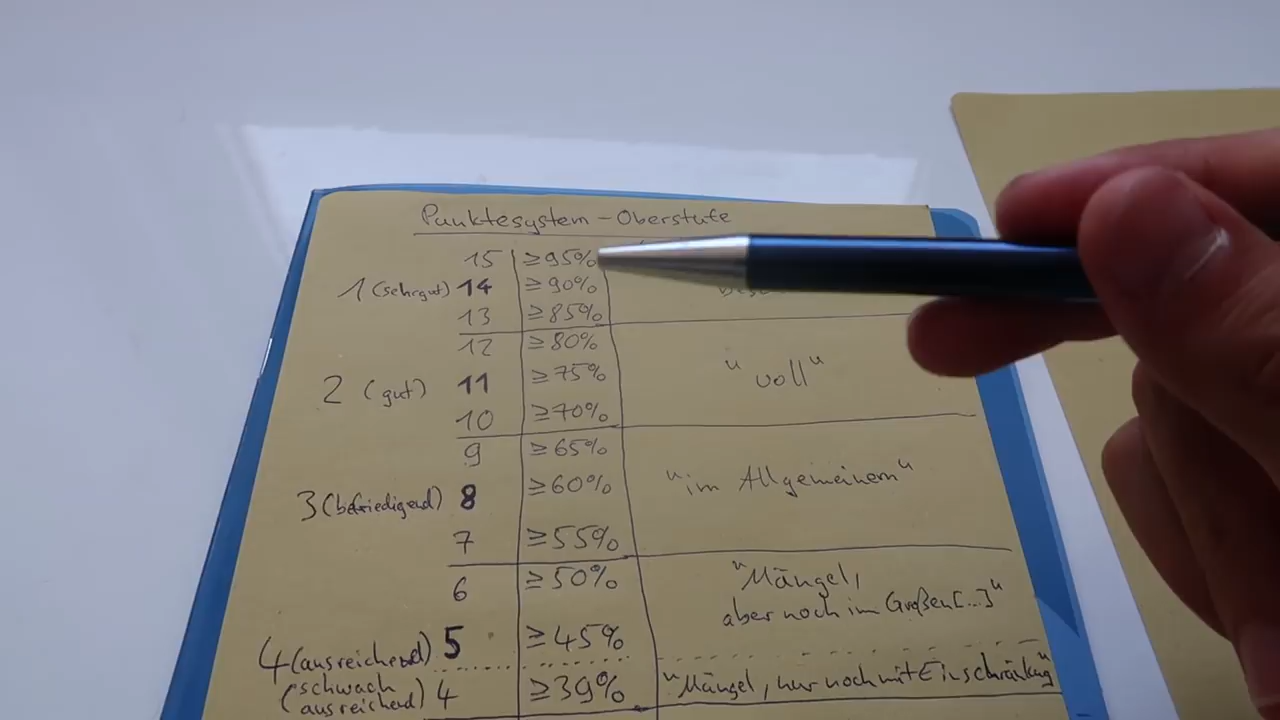 Punktesystem - Oberstufe
15 ≥95%
1 (sehr gut) 14 ≥90%
13 ≥85%
12 ≥80%
2 (gut) 11 ≥75% "voll"
10 ≥70%
9 ≥65%
3 (befriedigend) 8 ≥60% "im Allgemeinen"
7 ≥55%
6 ≥50% "Mängel,
aber noch im Großen[...]"
4 (ausreichend) 5 ≥45%
(schwach
ausreichend) 4 ≥39% "Mängel, nur noch mit Einschränkung"